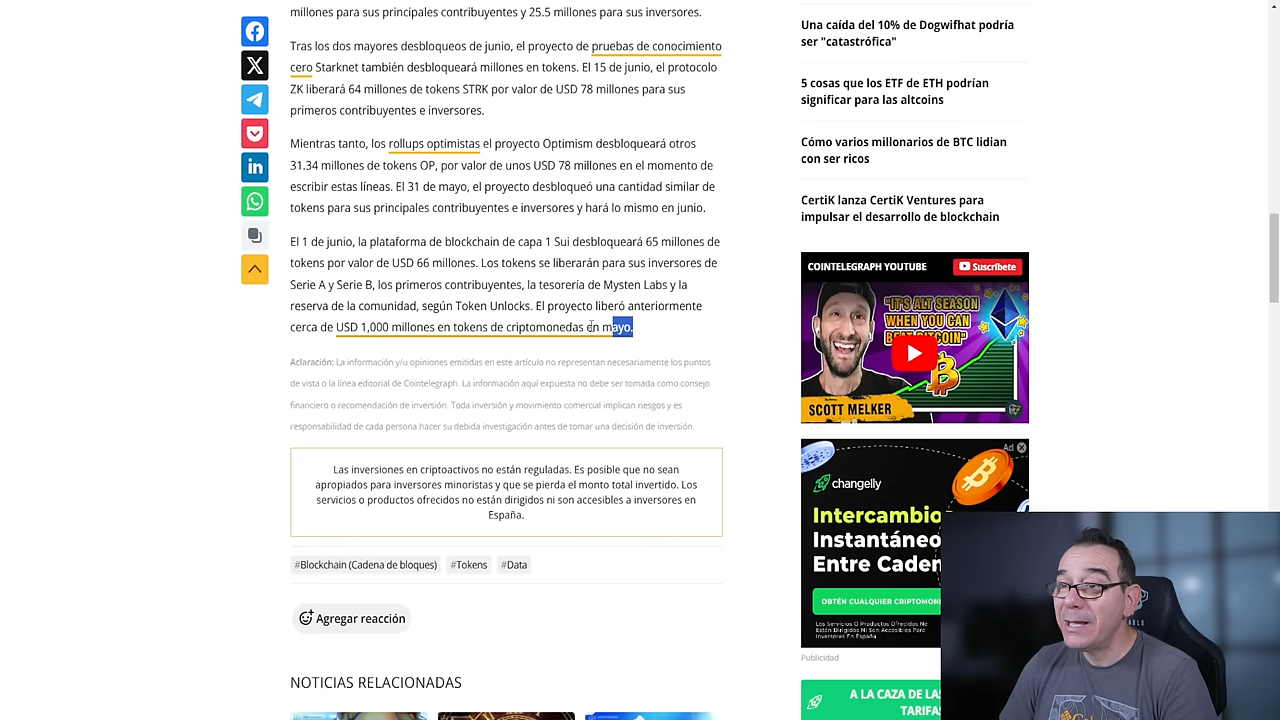 millones para sus principales contribuyentes y 25.5 millones para sus inversores.
Tras los dos mayores desbloqueos de junio, el proyecto de pruebas de conocimiento
cero Starknet también desbloqueará millones en tokens. El 15 de junio, el protocolo
ZK liberará 64 millones de tokens STRK por valor de USD 78 millones para sus
primeros contribuyentes e inversores.
Mientras tanto, los rollups optimistas el proyecto Optimism desbloqueará otros
31.34 millones de tokens OP, por valor de unos USD 78 millones en el momento de
escribir estas líneas. El 31 de mayo, el proyecto desbloqueó una cantidad similar de
tokens para sus principales contribuyentes e inversores y hará lo mismo en junio.
El 1 de junio, la plataforma de blockchain de capa 1 Sui desbloqueará 65 millones de
tokens por valor de USD 66 millones. Los tokens se liberarán para sus inversores de
Serie A y Serie B, los primeros contribuyentes, la tesorería de Mysten Labs y la
reserva de la comunidad, según Token Unlocks. El proyecto liberó anteriormente
cerca de USD 1,000 millones en tokens de criptomonedas en mayo.
Aclaración: La información y/u opiniones emitidas en este artículo no representan necesariamente los puntos
de vista o la línea editorial de Cointelegraph. La información aquí expuesta no debe ser tomada como consejo
financiero o recomendación de inversión. Toda inversión y movimiento comercial implican riesgos y es
responsabilidad de cada persona hacer su debida investigación antes de tomar una decisión de inversión.
Las inversiones en criptoactivos no están reguladas. Es posible que no sean
apropiados para inversores minoristas y que se pierda el monto total invertido. Los
servicios o productos ofrecidos no están dirigidos ni son accesibles a inversores en
España.
#Blockchain (Cadena de bloques) #Tokens #Data
Agregar reacción
NOTICIAS RELACIONADAS
Una caída del 10% de Dogwifhat podría
ser "catastrófica"
5 cosas que los ETF de ETH podrían
significar para las altcoins
Cómo varios millonarios de BTC lidian
con ser ricos
CertiK lanza CertiK Ventures para
impulsar el desarrollo de blockchain
COINTELEGRAPH YOUTUBE Suscríbete
"IT'S ALT SEASON
WHEN YOU CAN
BEAT BITCOIN"
SCOTT MELKER
Ad
changelly
Intercambio
Instantáneo
Entre Caden
OBTÉN CUALQUIER CRIPTOMON
Los Servicios O Productos Ofrecidos No
Están Dirigidos Ni Son Accesibles Para
Inversores En España
Publicidad
A LA CAZA DE LAS
TARIFAS